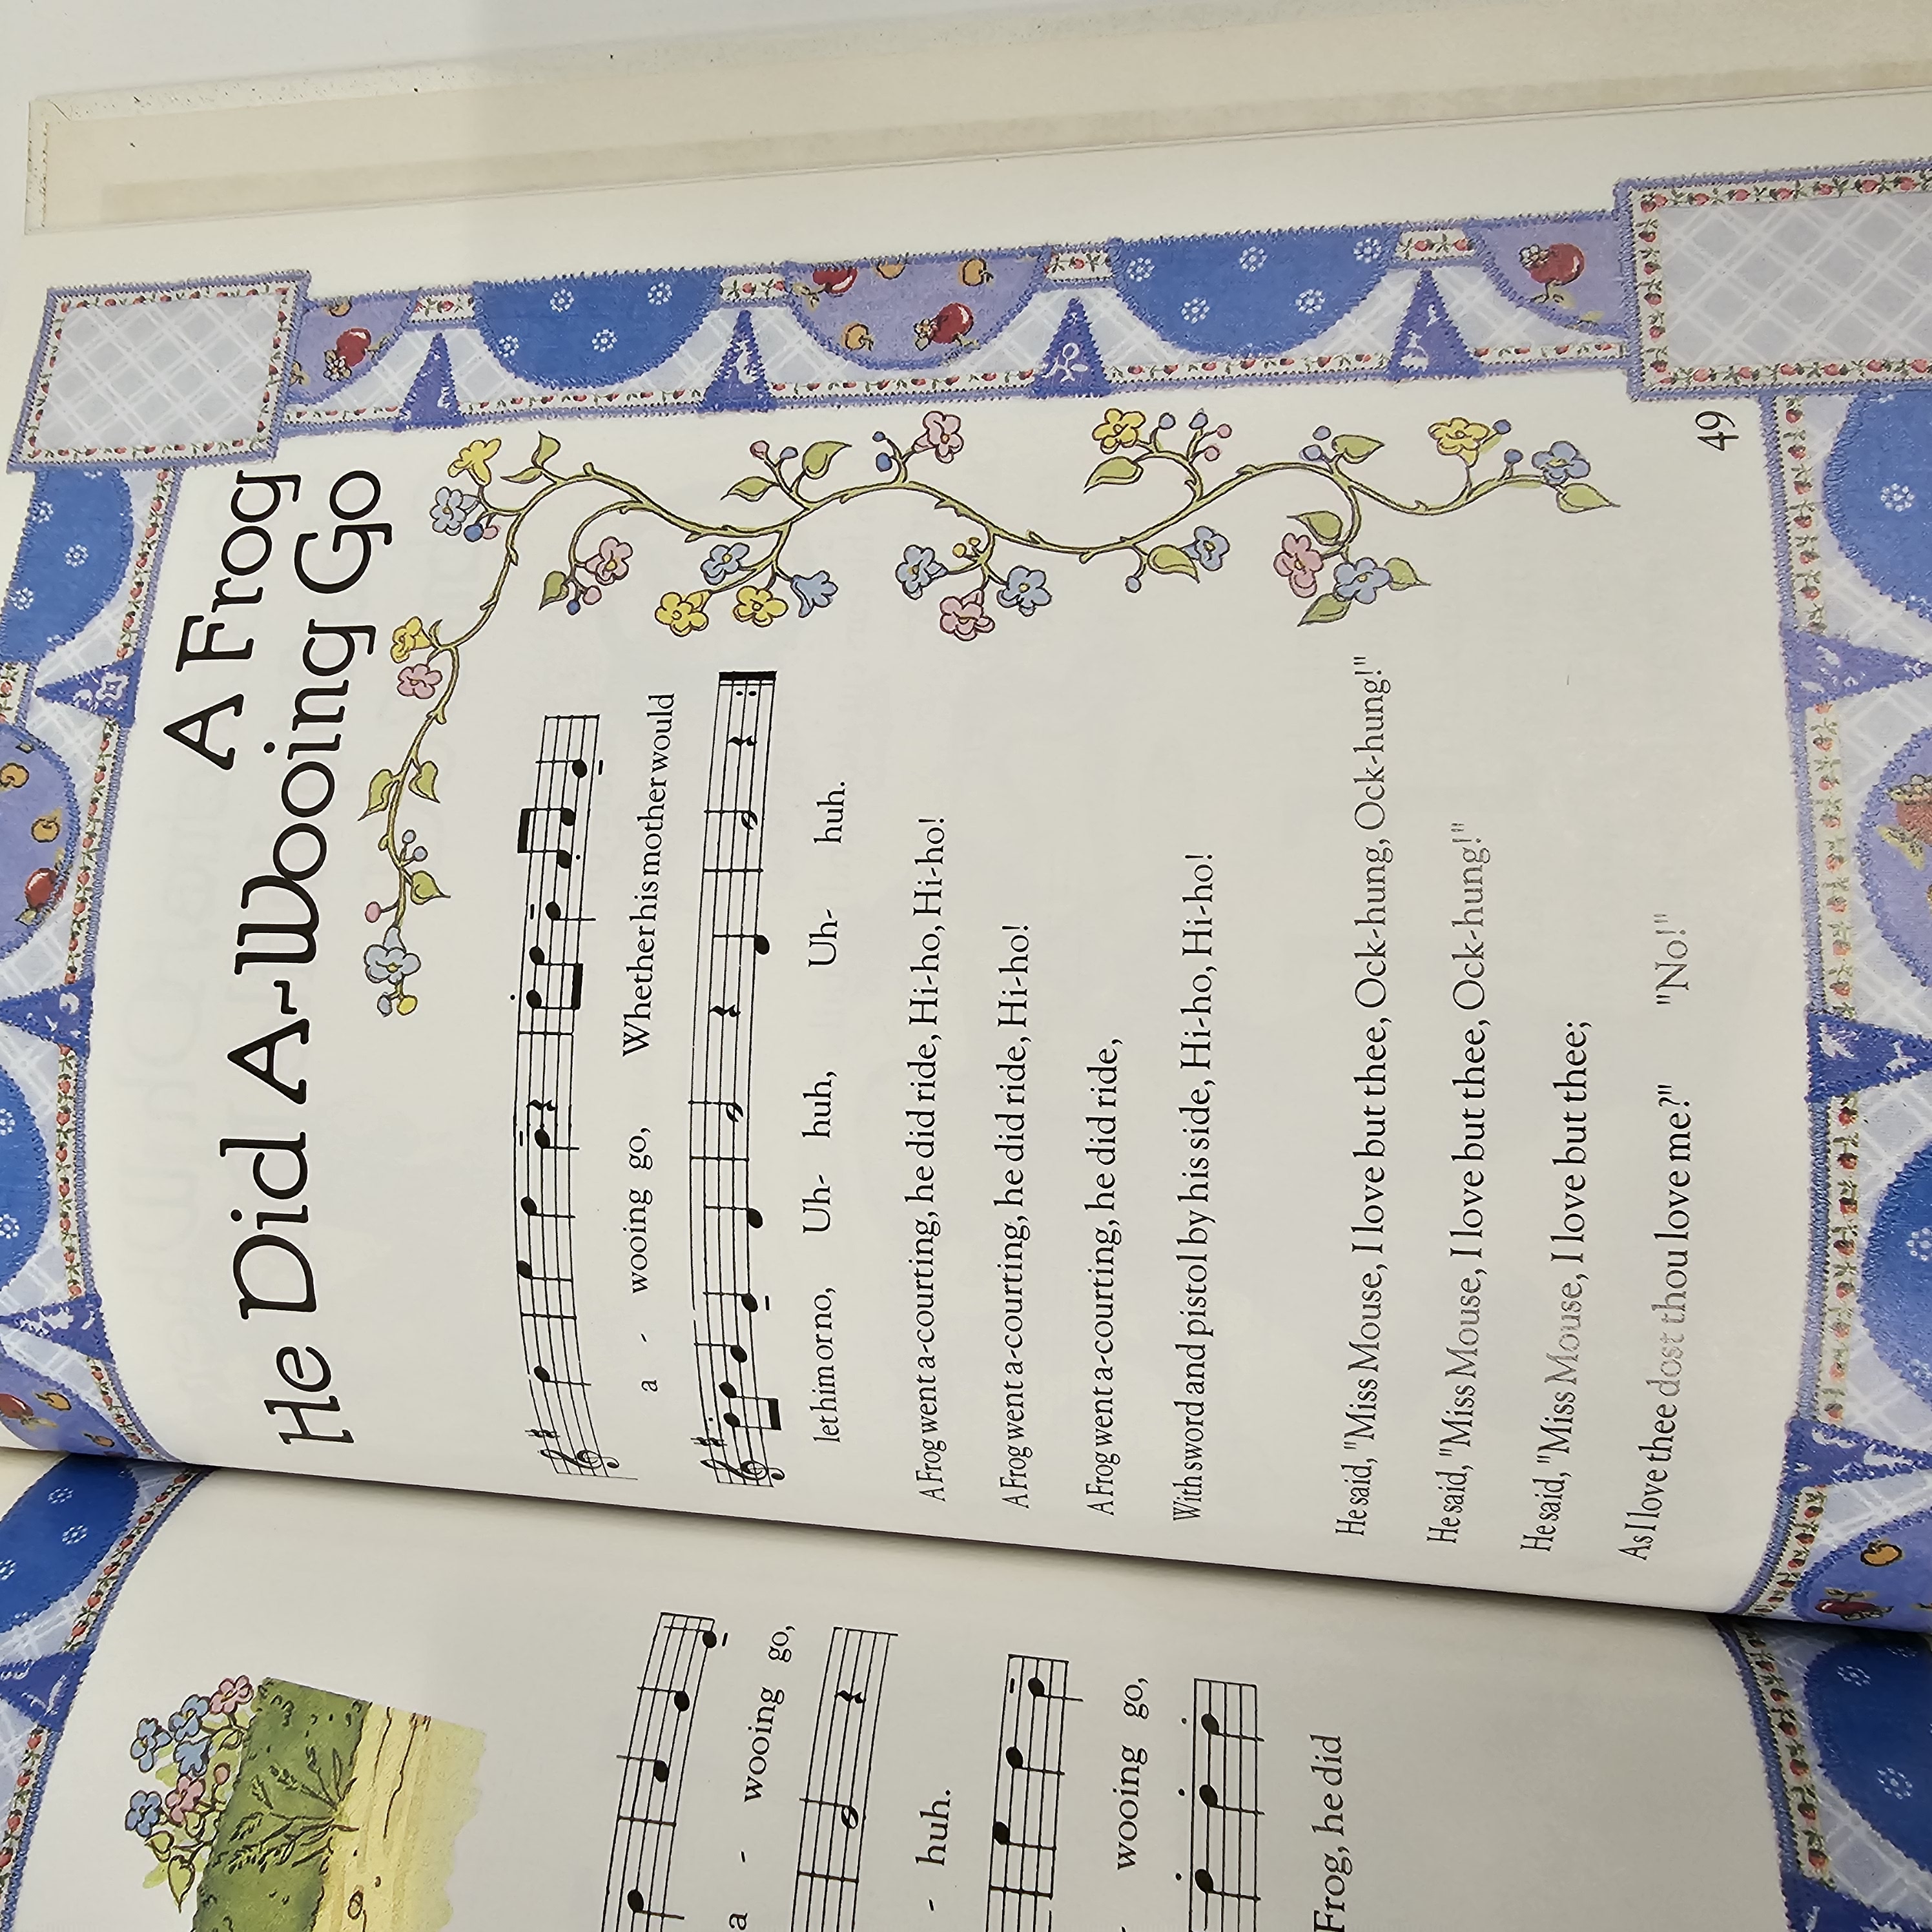 a - wooing go,
- huh.
- wooing go,
Frog, he did
A Frog
He Did A-Wooing Go
a - wooing go, Whether his mother would
let him or no, Uh- huh, Uh- huh.
A Frog went a-courting, he did ride, Hi-ho, Hi-ho!
A Frog went a-courting, he did ride, Hi-ho!
A Frog went a-courting, he did ride,
With sword and pistol by his side, Hi-ho, Hi-ho!
He said, "Miss Mouse, I love but thee, Ock-hung, Ock-hung!"
He said, "Miss Mouse, I love but thee, Ock-hung!"
He said, "Miss Mouse, I love but thee;
As I love thee dost thou love me?" "No!"
49